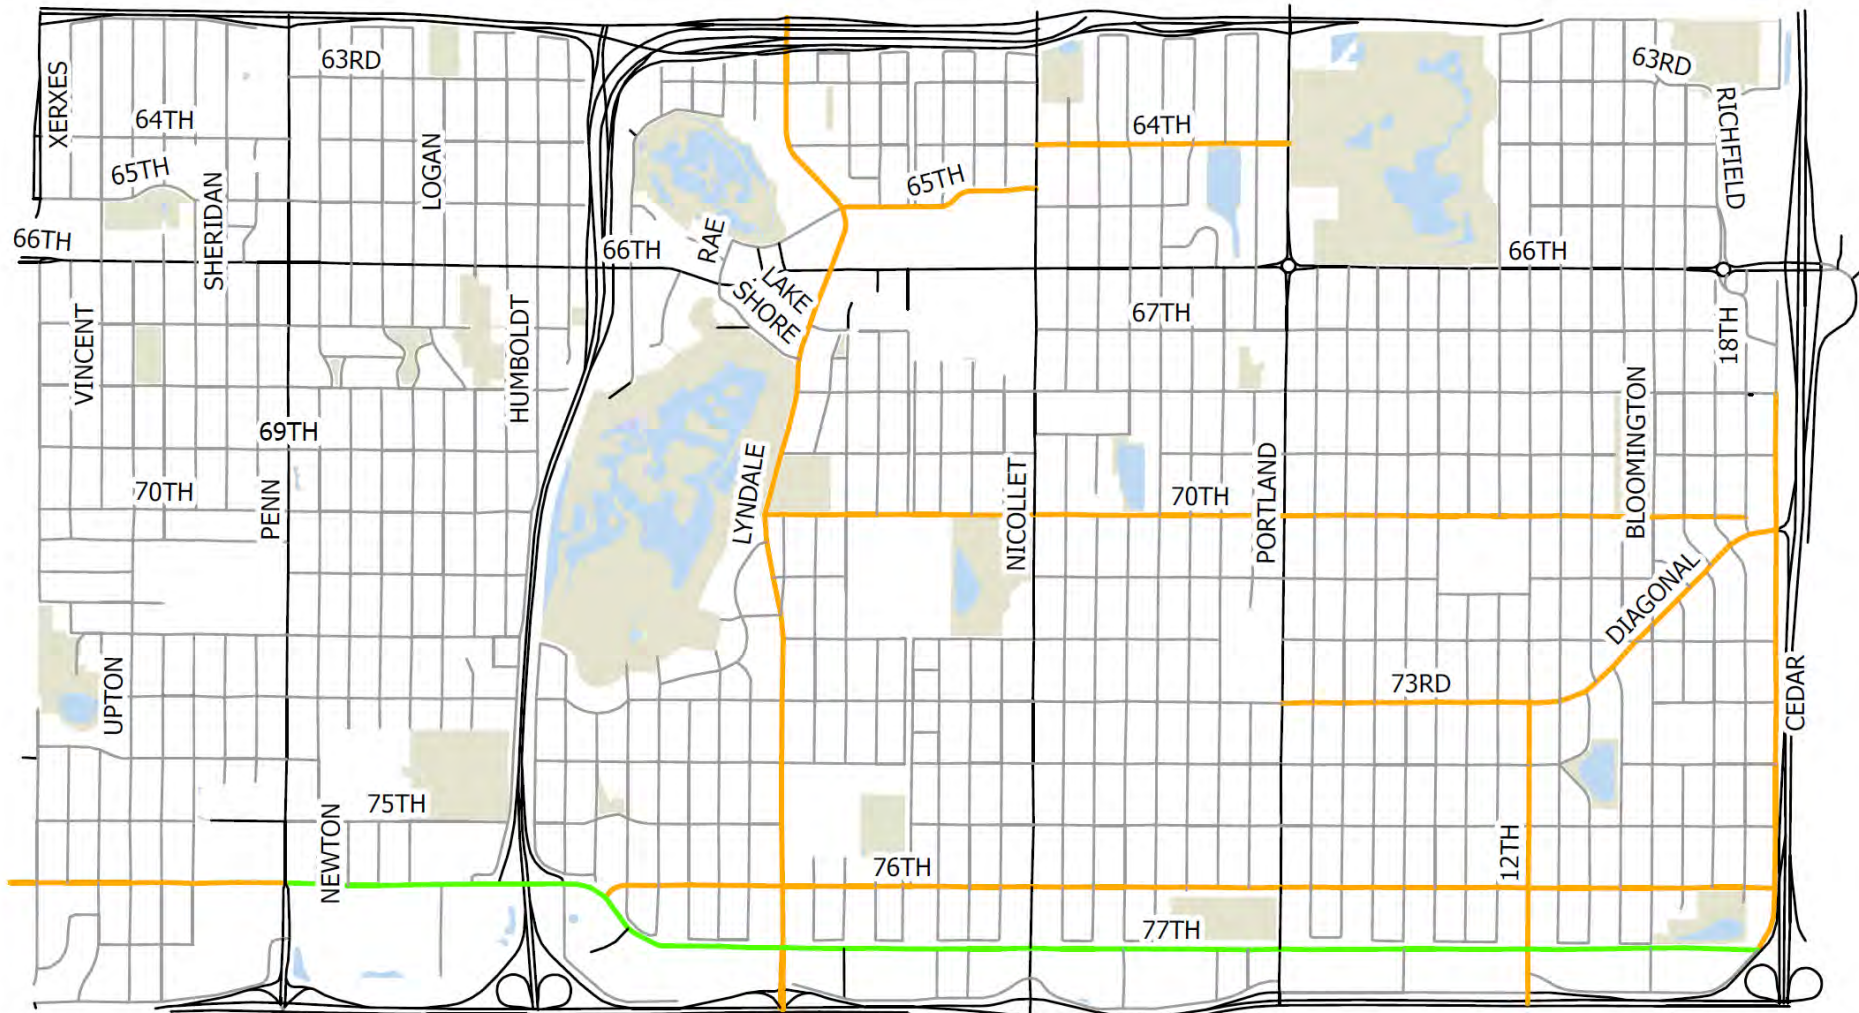 63RD
63RD
XERXES
64TH
64TH
RICHFIELD
LOGAN
65TH
65TH
SHERIDAN
66TH
RAE
66TH
66TH
LAKE
SHORE
VINCENT
HUMBOLDT
67TH
18TH
69TH
BLOOMINGTON
LYNDALE
NICOLLET
PORTLAND
PENN
70TH
70TH
DIAGONAL
UPTON
73RD
CEDAR
75TH
NEWTON
12TH
76TH
77TH